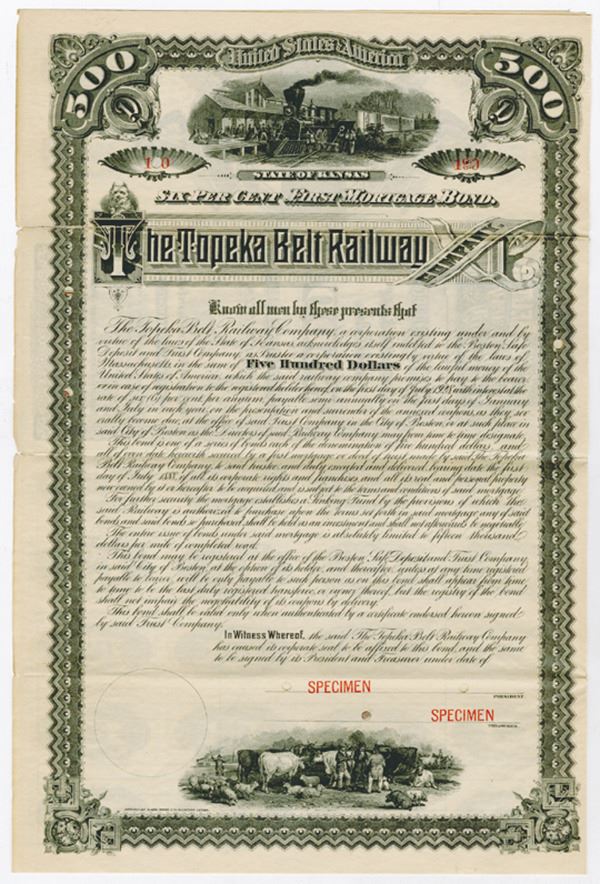 United States America
500
500
1 0
190
STATE OF KANSAS
SIX PER CENT FIRST MORTGAGE BOND.
The Topeka Belt Railway
COMPANY
Know all men by these presents that
The Topeka Belt Railway Company, a corporation existing under and by
virtue of the laws of the State of Kansas acknowledges itself indebted to the Boston Safe
Deposit and Trust Company as trustee a corporation existing by virtue of the laws of
Massachusetts in the sum of Five Hundred Dollars of the lawful money of the
United States of America, which the said railway company promises to pay to the bearer
or in case of registration to the registered holder hereof, on the first day of July with interest at the
rate of six (6) per cent per annum payable semi annually on the first days of January
and July in each year, on the presentation and surrender of the annexed coupons, as they sev-
erally become due, at the office of said Trust Company in the City of Boston, or at such place in
said City of Boston as the Directors of said Railway Company may from time to time designate.
This bond is one of a series of bonds each of the denomination of five hundred dollars and
all of even date herewith secured by a first mortgage or deed of trust made by said The Topeka
Belt Railway Company to said trustee and duly executed and delivered, bearing date the first
day of July of all its corporate rights and franchises and all its real and personal property
now owned by it or hereafter to be acquired and is subject to the terms and conditions of said mortgage.
For further security the mortgage establishes a Sinking Fund by the provisions of which the
said Railway is authorized to purchase upon the terms set forth in said mortgage any of said
bonds and said bonds so purchased shall be held as an investment and shall not afterwards be negotiable.
The entire issue of bonds under said mortgage is absolutely limited to fifteen thousand
dollars per mile of completed road.
This bond may be registered at the office of the Boston Safe Deposit and Trust Company
in said City of Boston, at the option of its holder, and thereafter, unless at any time registered
payable to bearer, will be only payable to such person as on this bond shall appear from time
to time to be the last duly registered transferee, or owner thereof, but the registry of the bond
shall not impair the negotiability of its coupons by delivery.
This bond shall be valid only when authenticated by a certificate endorsed hereon signed
by said Trust Company.
In Witness Whereof, the said The Topeka Belt Railway Company
has caused its corporate seal to be affixed to this bond, and the same
to be signed by its President and Treasurer under date of
SPECIMEN
PRESIDENT.
SPECIMEN
TREASURER.